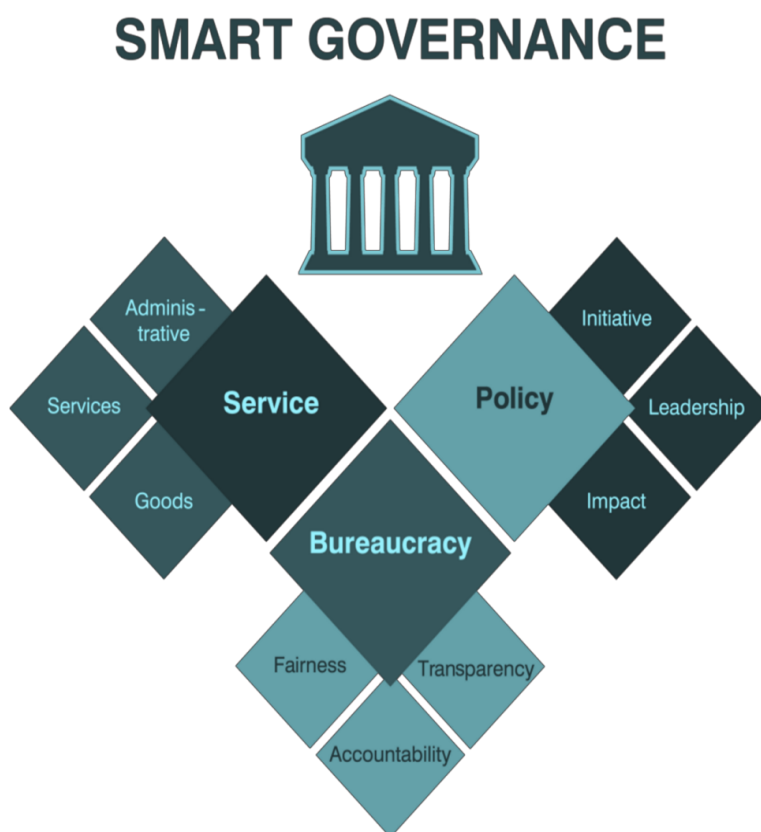 SMART GOVERNANCE
Adminis-
trative
Services
Goods
Service
Policy
Initiative
Leadership
Impact
Bureaucracy
Fairness
Transparency
Accountability